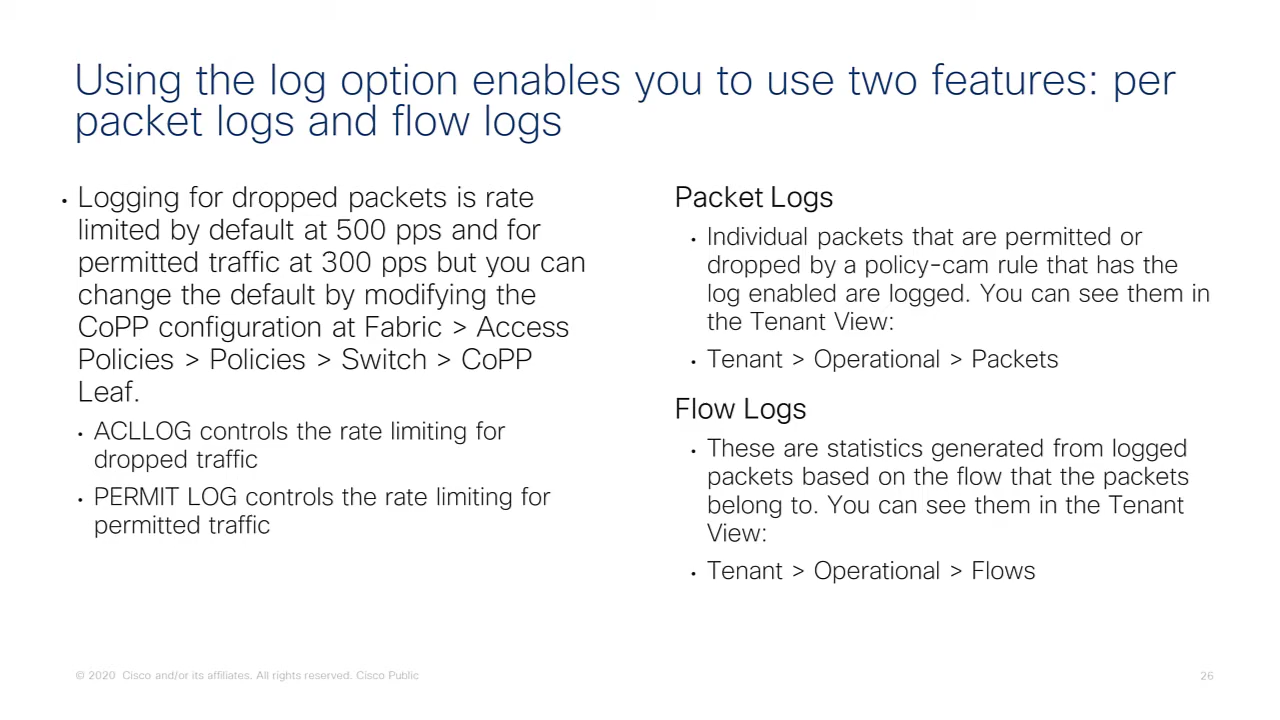 Using the log option enables you to use two features: per
packet logs and flow logs
• Logging for dropped packets is rate
limited by default at 500 pps and for
permitted traffic at 300 pps but you can
change the default by modifying the
CoPP configuration at Fabric > Access
Policies > Policies > Switch > CoPP
Leaf.
• ACLLOG controls the rate limiting for
dropped traffic
• PERMIT LOG controls the rate limiting for
permitted traffic
Packet Logs
• Individual packets that are permitted or
dropped by a policy-cam rule that has the
log enabled are logged. You can see them in
the Tenant View:
• Tenant > Operational > Packets
Flow Logs
• These are statistics generated from logged
packets based on the flow that the packets
belong to. You can see them in the Tenant
View:
• Tenant > Operational > Flows
© 2020 Cisco and/or its affiliates. All rights reserved. Cisco Public
26